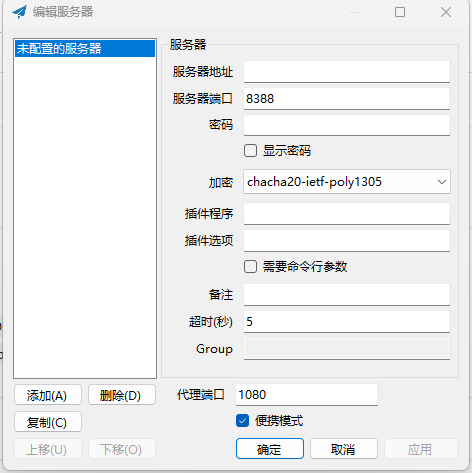 编辑服务器
未配置的服务器
服务器
服务器地址
服务器端口 8388
密码
显示密码
加密 chacha20-ietf-poly1305
插件程序
插件选项
需要命令行参数
备注
超时(秒) 5
Group
添加(A) 删除(D) 代理端口 1080
复制(C) 便携模式
上移(U) 下移(O) 确定 取消 应用